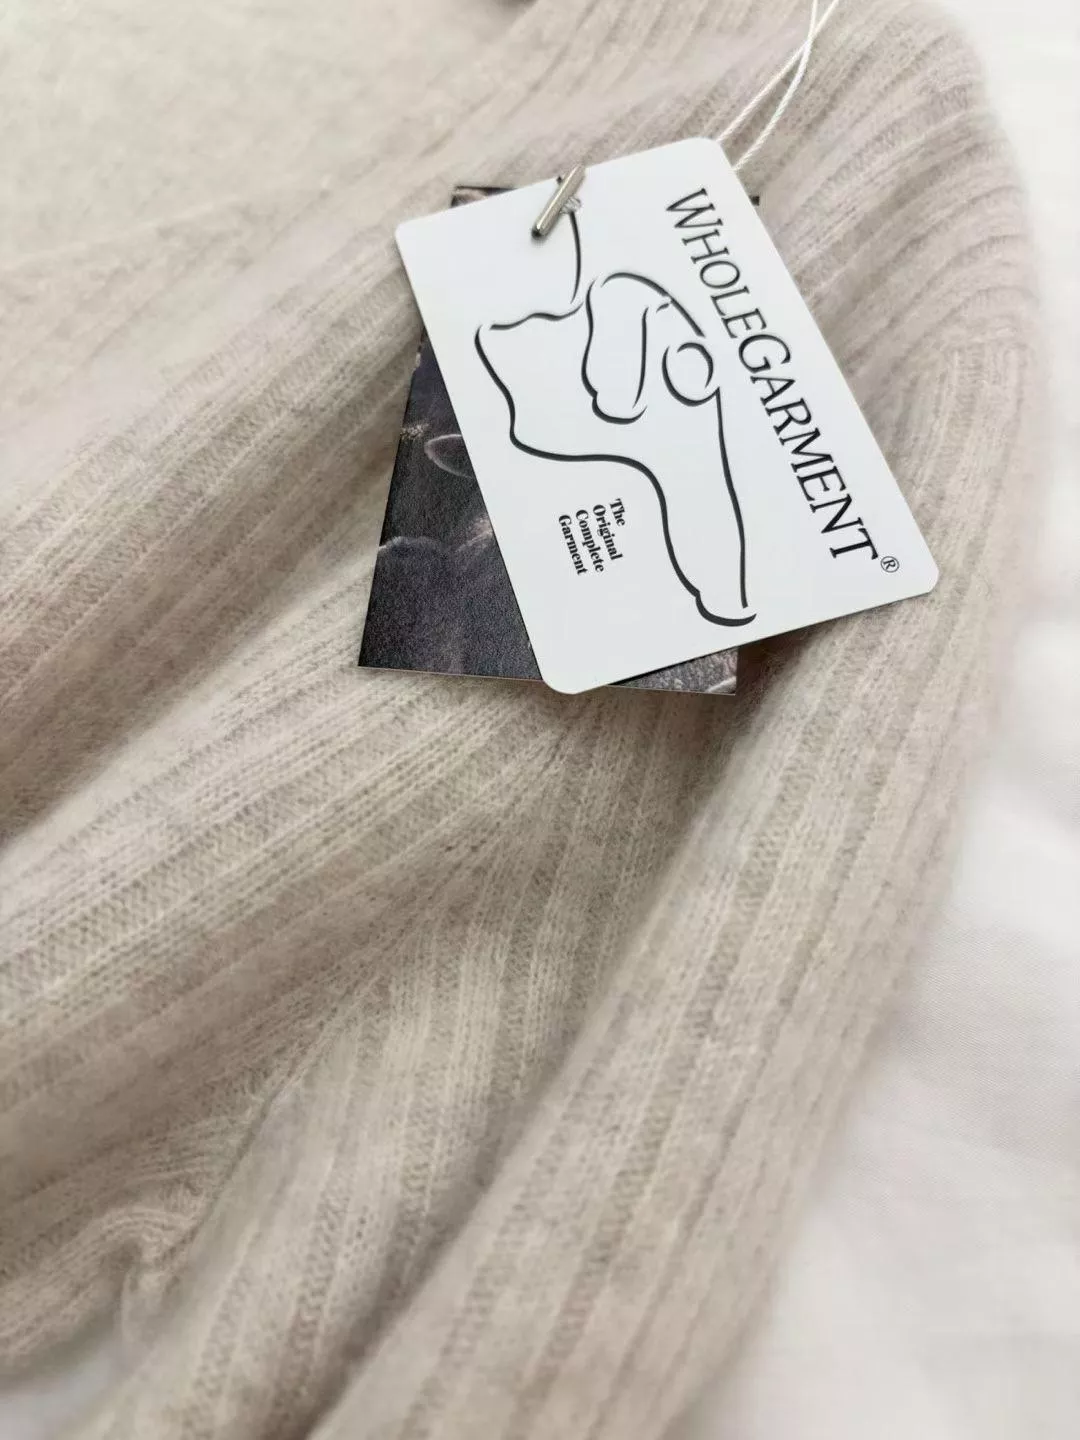 WHOLEGARMENT®
The
Original
Complete
Garment